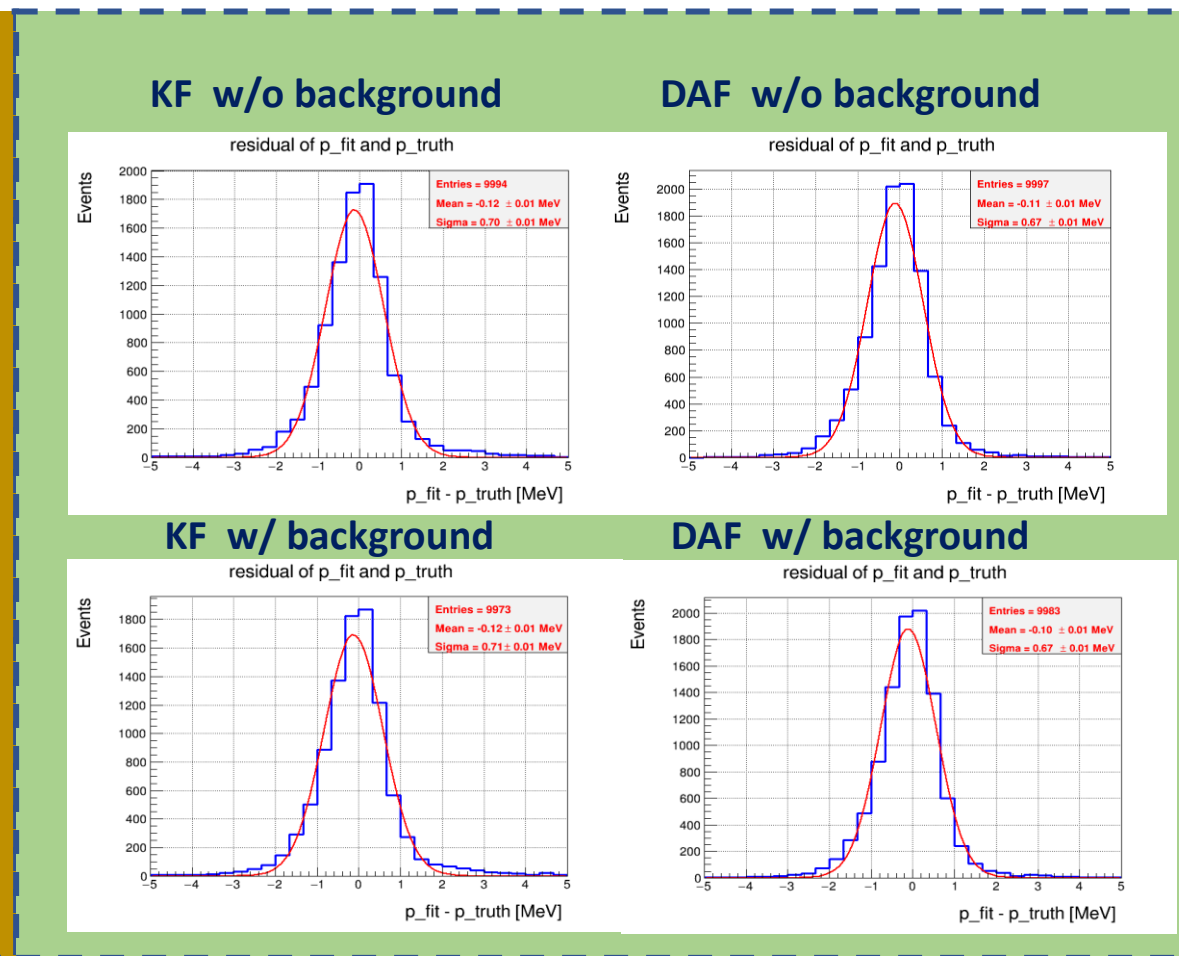 KF w/o background
residual of p_fit and p_truth
Events
2000
1800
1600
1400
1200
1000
800
600
400
200
0
Entries = 9994
Mean = -0.12 ± 0.01 MeV
Sigma = 0.70 ± 0.01 MeV
−5 −4 −3 −2 −1 0 1 2 3 4 5
p_fit - p_truth [MeV]
DAF w/o background
residual of p_fit and p_truth
Events
2000
1800
1600
1400
1200
1000
800
600
400
200
0
Entries = 9997
Mean = -0.11 ± 0.01 MeV
Sigma = 0.67 ± 0.01 MeV
−5 −4 −3 −2 −1 0 1 2 3 4 5
p_fit - p_truth [MeV]
KF w/ background
residual of p_fit and p_truth
Events
1800
1600
1400
1200
1000
800
600
400
200
0
Entries = 9973
Mean = -0.12 ± 0.01 MeV
Sigma = 0.71 ± 0.01 MeV
−5 −4 −3 −2 −1 0 1 2 3 4 5
p_fit - p_truth [MeV]
DAF w/ background
residual of p_fit and p_truth
Events
2000
1800
1600
1400
1200
1000
800
600
400
200
0
Entries = 9983
Mean = -0.10 ± 0.01 MeV
Sigma = 0.67 ± 0.01 MeV
−5 −4 −3 −2 −1 0 1 2 3 4 5
p_fit - p_truth [MeV]